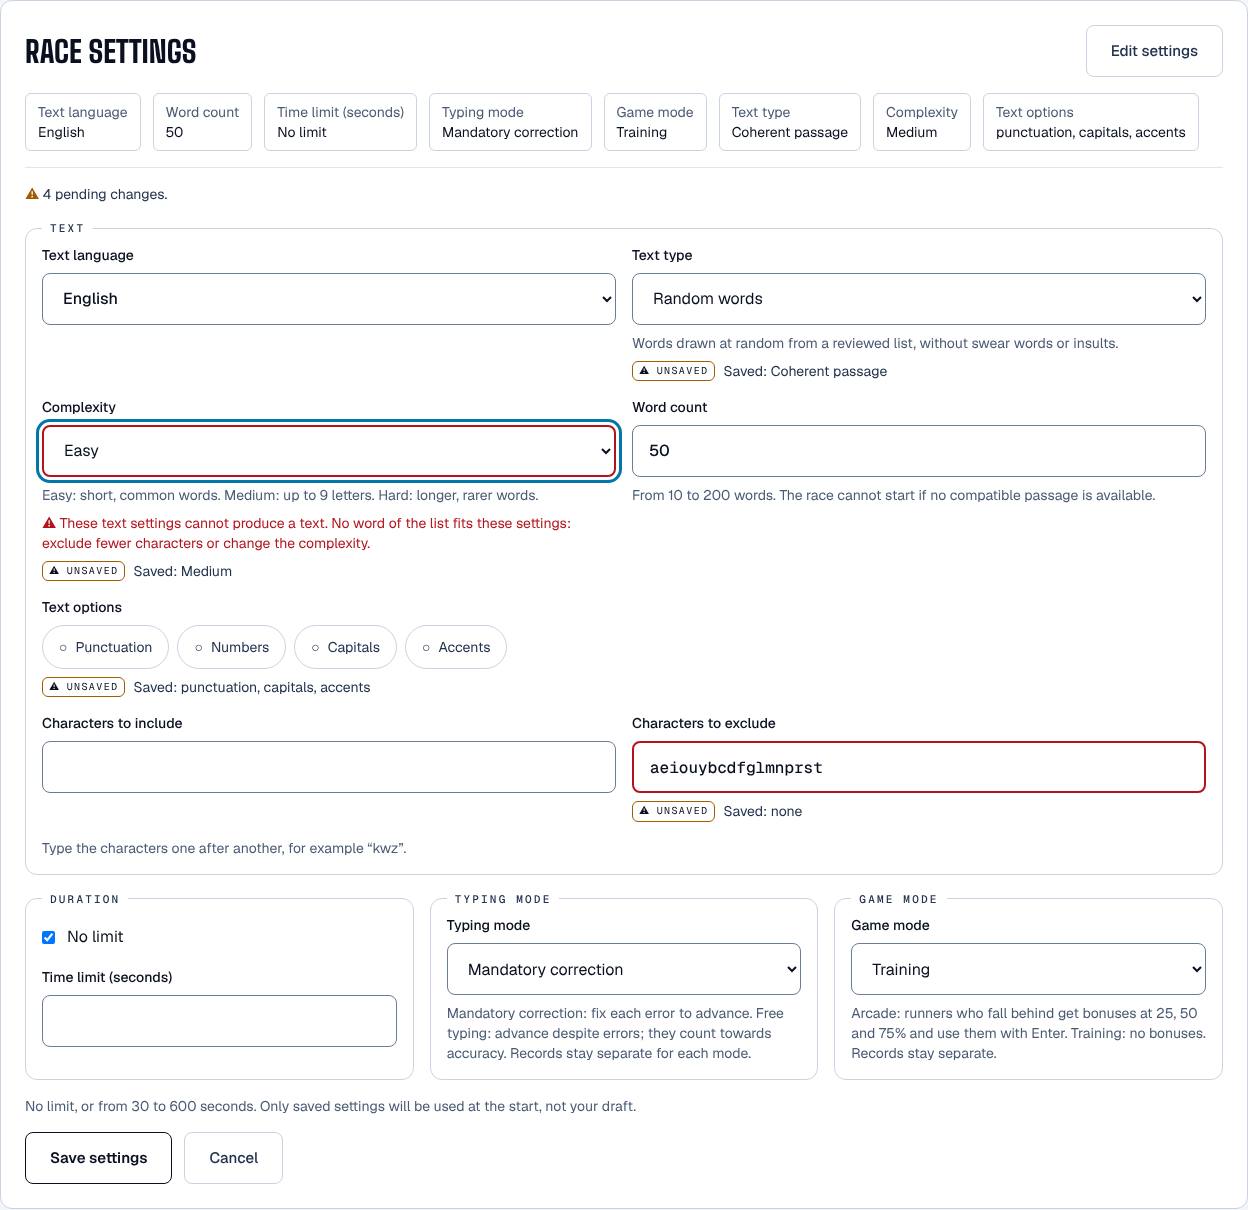 RACE SETTINGS
Edit settings
Text language
English
Word count
50
Time limit (seconds)
No limit
Typing mode
Mandatory correction
Game mode
Training
Text type
Coherent passage
Complexity
Medium
Text options
punctuation, capitals, accents
4 pending changes.
TEXT
Text language
English
Text type
Random words
Words drawn at random from a reviewed list, without swear words or insults.
UNSAVED Saved: Coherent passage
Complexity
Easy
Easy: short, common words. Medium: up to 9 letters. Hard: longer, rarer words.
These text settings cannot produce a text. No word of the list fits these settings:
exclude fewer characters or change the complexity.
UNSAVED Saved: Medium
Word count
50
From 10 to 200 words. The race cannot start if no compatible passage is available.
Text options
Punctuation
Numbers
Capitals
Accents
UNSAVED Saved: punctuation, capitals, accents
Characters to include
Characters to exclude
aeiouybcdfglmnprst
UNSAVED Saved: none
Type the characters one after another, for example “kwz”.
DURATION
No limit
Time limit (seconds)
TYPING MODE
Typing mode
Mandatory correction
Mandatory correction: fix each error to advance. Free
typing: advance despite errors; they count towards
accuracy. Records stay separate for each mode.
GAME MODE
Game mode
Training
Arcade: runners who fall behind get bonuses at 25, 50
and 75% and use them with Enter. Training: no bonuses.
Records stay separate.
No limit, or from 30 to 600 seconds. Only saved settings will be used at the start, not your draft.
Save settings
Cancel